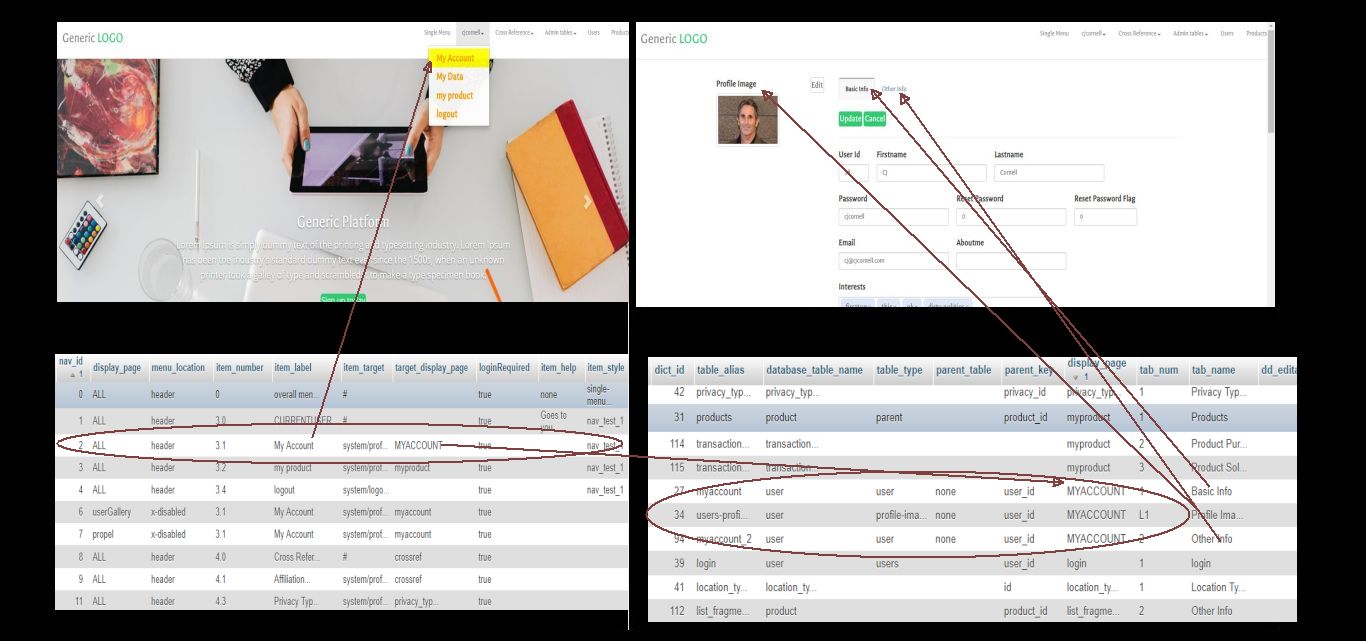 Generic LOGO
Single Menu cjcornell Cross Reference Admin tables Users Products
My Account
My Data
my product
logout
Generic Platform
Lorem Ipsum is simply dummy text of the printing and typesetting industry. Lorem Ipsum
has been the industry's standard dummy text ever since the 1500s, when an unknown
printer took a galley of type and scrambled to make a type specimen book.
Sign up today
Generic LOGO
Single Menu cjcornell Cross Reference Admin tables Users Products
Profile Image
Edit
Basic Info Other Info
Update Cancel
User Id Firstname Lastname
CJ Cornell
Password Reset Password Reset Password Flag
cjcornell 0 0
Email Aboutme
cj@cjcornell.com
Interests
nav_id display_page menu_location item_number item_label item_target target_display_page loginRequired item_help item_style
1
0 ALL header 0 overall men... # true none single-menu...
1 ALL header 3.0 CURRENTUSER # true Goes to you nav_test_1
2 ALL header 3.1 My Account system/prof... MYACCOUNT true nav_test_1
3 ALL header 3.2 my product system/prof... myproduct true nav_test_1
4 ALL header 3.4 logout system/logo... true nav_test_1
6 userGallery x-disabled 3.1 My Account system/prof... myaccount true
7 propel x-disabled 3.1 My Account system/prof... myaccount true
8 ALL header 4.0 Cross Refer... # crossref true
9 ALL header 4.1 Affiliation... system/prof... crossref true
11 ALL header 4.3 Privacy Typ... system/prof... privacy_typ... true
dict_id table_alias database_table_name table_type parent_table parent_key display_page tab_num tab_name dd_edita
1
42 privacy_typ... privacy_typ... privacy_id privacy_typ... 1 Privacy Typ...
31 products product parent product_id myproduct 1 Products
114 transaction... transaction... myproduct 2 Product Pur...
115 transaction... transaction... myproduct 3 Product Sol...
27 myaccount user user none user_id MYACCOUNT 1 Basic Info
34 users-profi... user profile-ima... none user_id MYACCOUNT L1 Profile Ima...
94 myaccount_2 user user none user_id MYACCOUNT 2 Other Info
39 login user users user_id login 1 login
41 location_ty... location_ty... id location_ty... 1 Location Ty...
112 list_fragme... product product_id list_fragme... 2 Other Info